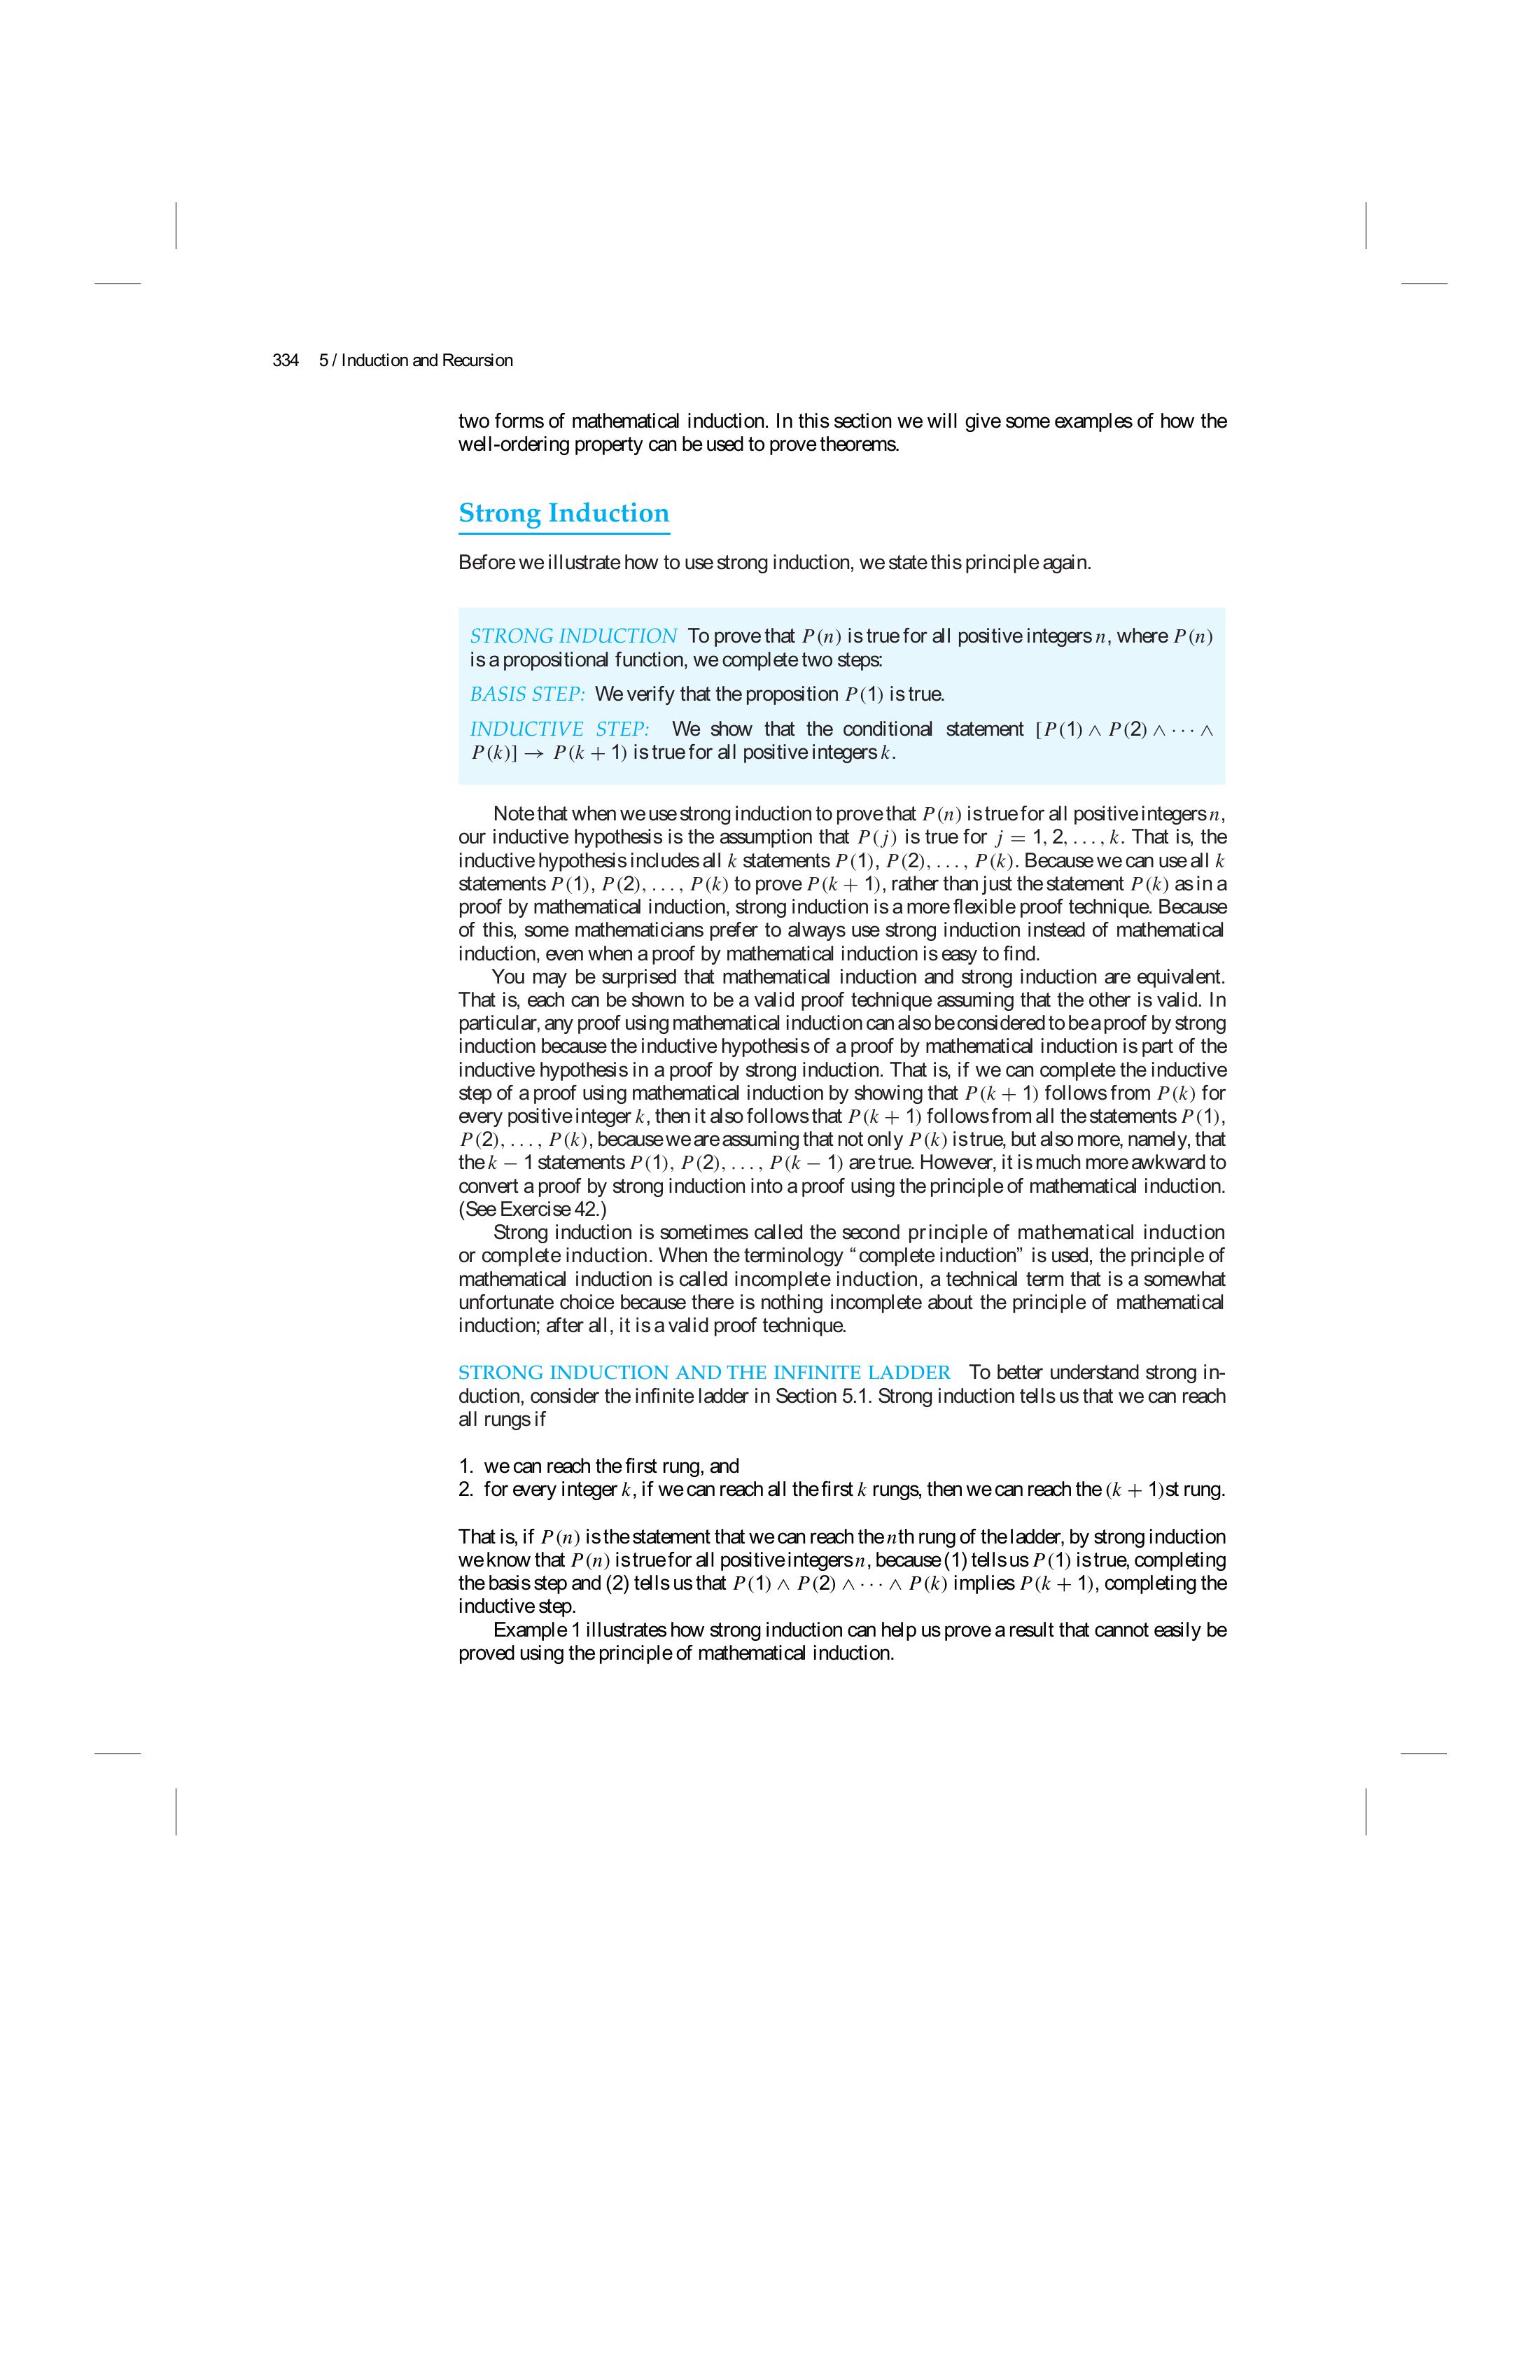 334 5 / Induction and Recursion
two forms of mathematical induction. In this section we will give some examples of how the
well-ordering property can be used to prove theorems.
Strong Induction
Before we illustrate how to use strong induction, we state this principle again.
STRONG INDUCTION To prove that P(n) is true for all positive integers n, where P(n)
is a propositional function, we complete two steps:
BASIS STEP: We verify that the proposition P(1) is true.
INDUCTIVE STEP: We show that the conditional statement [P(1) ∧ P(2) ∧ · · · ∧
P(k)] → P(k + 1) is true for all positive integers k.
Note that when we use strong induction to prove that P(n) is true for all positive integers n,
our inductive hypothesis is the assumption that P(j) is true for j = 1, 2, . . . , k. That is, the
inductive hypothesis includes all k statements P(1), P(2), . . . , P(k). Because we can use all k
statements P(1), P(2), . . . , P(k) to prove P(k + 1), rather than just the statement P(k) as in a
proof by mathematical induction, strong induction is a more flexible proof technique. Because
of this, some mathematicians prefer to always use strong induction instead of mathematical
induction, even when a proof by mathematical induction is easy to find.
You may be surprised that mathematical induction and strong induction are equivalent.
That is, each can be shown to be a valid proof technique assuming that the other is valid. In
particular, any proof using mathematical induction can also be considered to be a proof by strong
induction because the inductive hypothesis of a proof by mathematical induction is part of the
inductive hypothesis in a proof by strong induction. That is, if we can complete the inductive
step of a proof using mathematical induction by showing that P(k + 1) follows from P(k) for
every positive integer k, then it also follows that P(k + 1) follows from all the statements P(1),
P(2), . . . , P(k), because we are assuming that not only P(k) is true, but also more, namely, that
the k − 1 statements P(1), P(2), . . . , P(k − 1) are true. However, it is much more awkward to
convert a proof by strong induction into a proof using the principle of mathematical induction.
(See Exercise 42.)
Strong induction is sometimes called the second principle of mathematical induction
or complete induction. When the terminology “complete induction” is used, the principle of
mathematical induction is called incomplete induction, a technical term that is a somewhat
unfortunate choice because there is nothing incomplete about the principle of mathematical
induction; after all, it is a valid proof technique.
STRONG INDUCTION AND THE INFINITE LADDER To better understand strong in-
duction, consider the infinite ladder in Section 5.1. Strong induction tells us that we can reach
all rungs if
1. we can reach the first rung, and
2. for every integer k, if we can reach all the first k rungs, then we can reach the (k + 1)st rung.
That is, if P(n) is the statement that we can reach the nth rung of the ladder, by strong induction
we know that P(n) is true for all positive integers n, because (1) tells us P(1) is true, completing
the basis step and (2) tells us that P(1) ∧ P(2) ∧ · · · ∧ P(k) implies P(k + 1), completing the
inductive step.
Example 1 illustrates how strong induction can help us prove a result that cannot easily be
proved using the principle of mathematical induction.